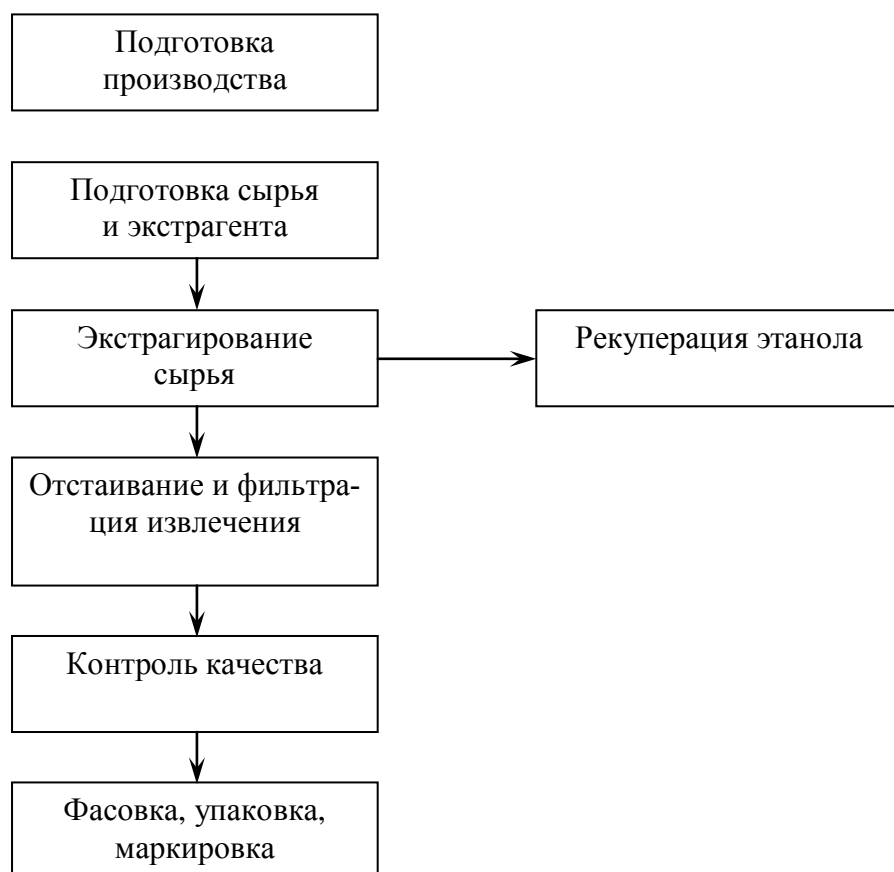 Подготовка
производства
Подготовка сырья
и экстрагента
Экстрагирование
сырья
Рекуперация этанола
Отстаивание и фильтра-
ция извлечения
Контроль качества
Фасовка, упаковка,
маркировка